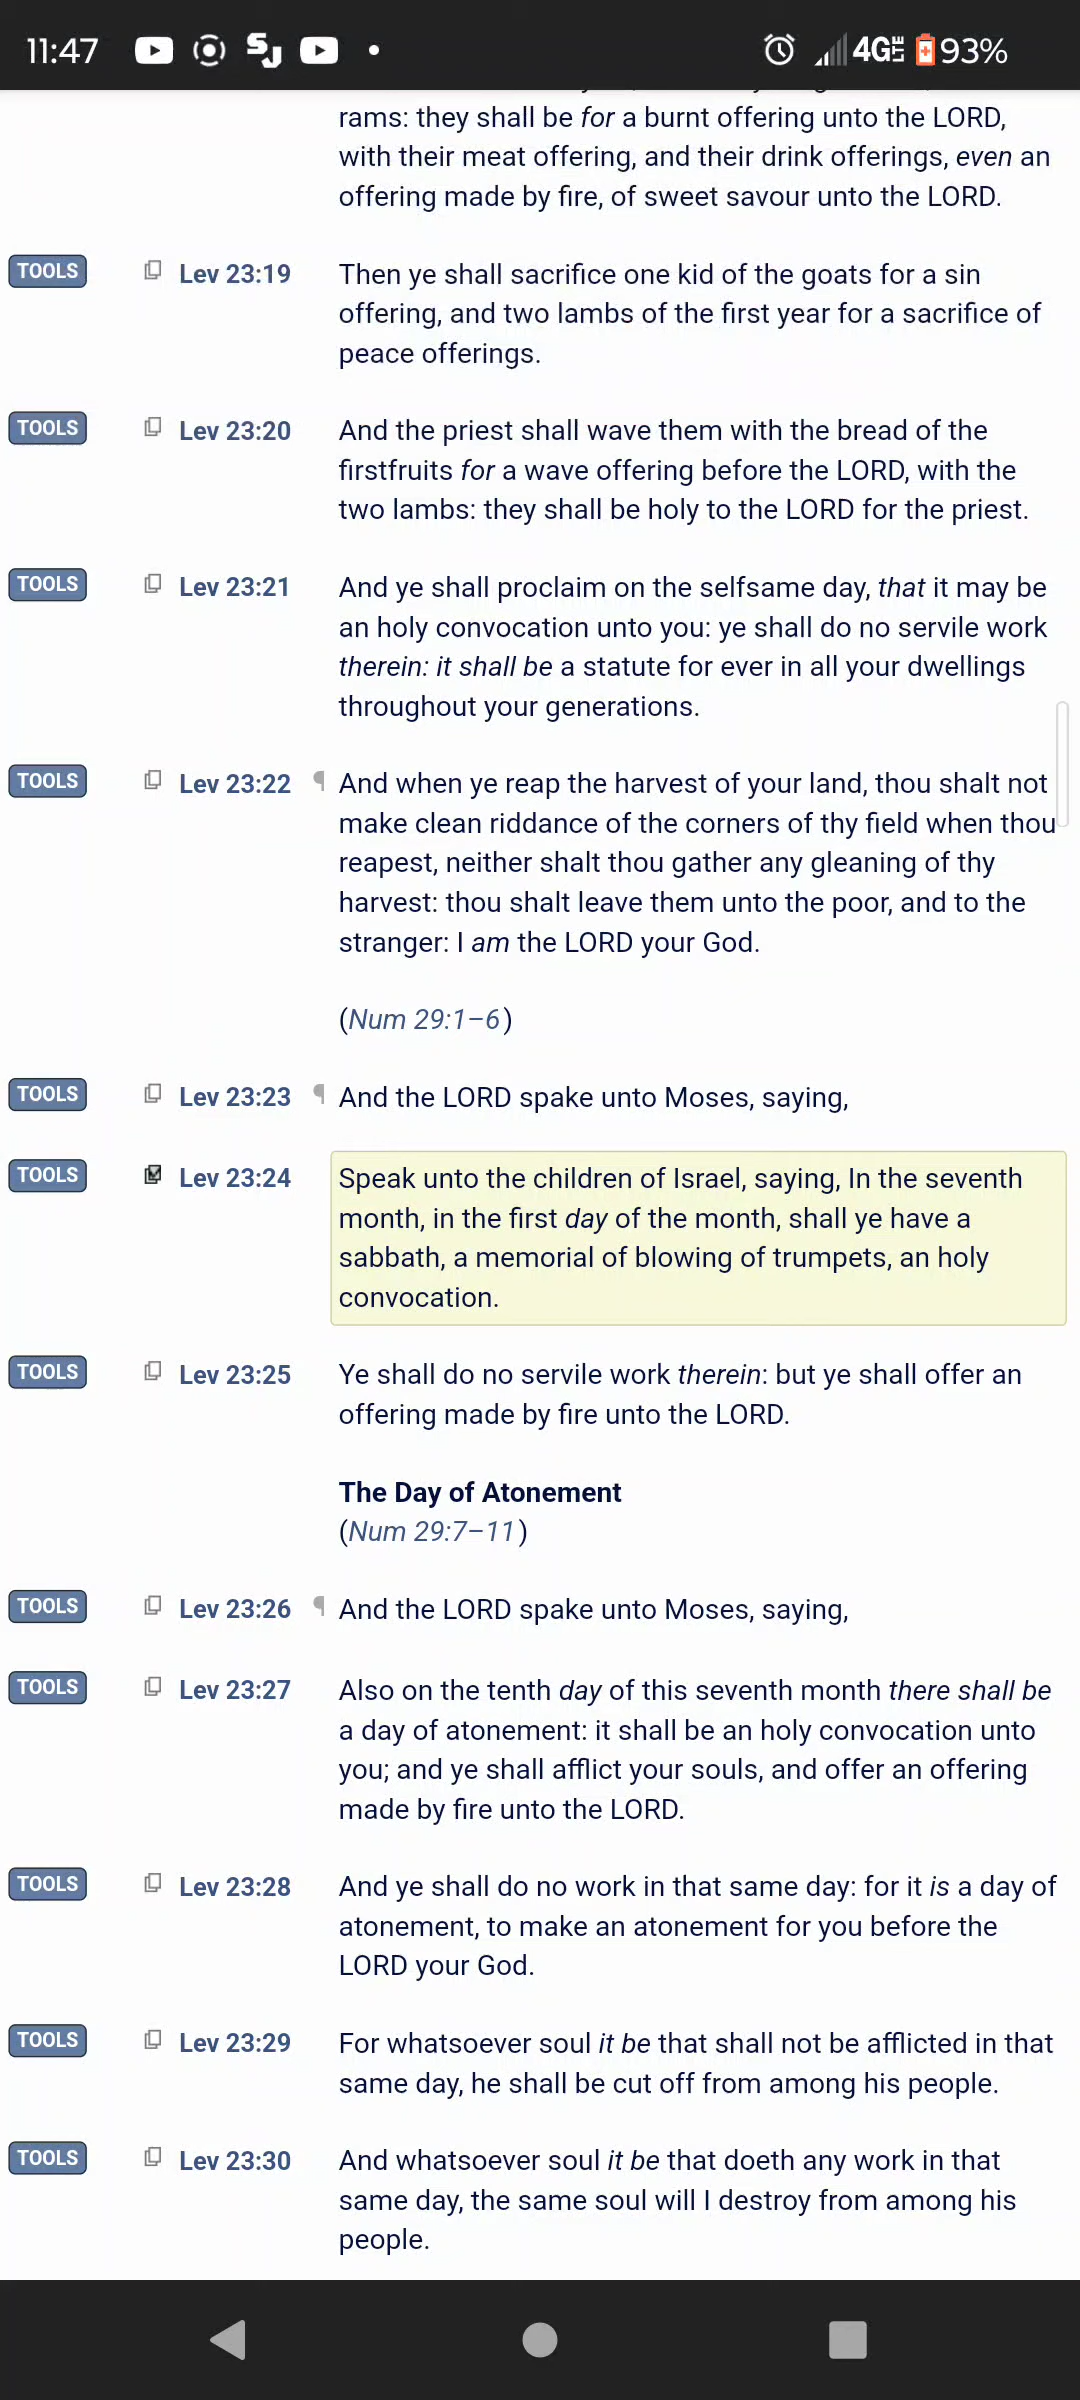 11:47
4G LTE 93%
rams: they shall be for a burnt offering unto the LORD,
with their meat offering, and their drink offerings, even an
offering made by fire, of sweet savour unto the LORD.
TOOLS Lev 23:19 Then ye shall sacrifice one kid of the goats for a sin
offering, and two lambs of the first year for a sacrifice of
peace offerings.
TOOLS Lev 23:20 And the priest shall wave them with the bread of the
firstfruits for a wave offering before the LORD, with the
two lambs: they shall be holy to the LORD for the priest.
TOOLS Lev 23:21 And ye shall proclaim on the selfsame day, that it may be
an holy convocation unto you: ye shall do no servile work
therein: it shall be a statute for ever in all your dwellings
throughout your generations.
TOOLS Lev 23:22 ¶ And when ye reap the harvest of your land, thou shalt not
make clean riddance of the corners of thy field when thou
reapest, neither shalt thou gather any gleaning of thy
harvest: thou shalt leave them unto the poor, and to the
stranger: I am the LORD your God.
(Num 29:1–6)
TOOLS Lev 23:23 ¶ And the LORD spake unto Moses, saying,
TOOLS Lev 23:24 Speak unto the children of Israel, saying, In the seventh
month, in the first day of the month, shall ye have a
sabbath, a memorial of blowing of trumpets, an holy
convocation.
TOOLS Lev 23:25 Ye shall do no servile work therein: but ye shall offer an
offering made by fire unto the LORD.
The Day of Atonement
(Num 29:7–11)
TOOLS Lev 23:26 ¶ And the LORD spake unto Moses, saying,
TOOLS Lev 23:27 Also on the tenth day of this seventh month there shall be
a day of atonement: it shall be an holy convocation unto
you; and ye shall afflict your souls, and offer an offering
made by fire unto the LORD.
TOOLS Lev 23:28 And ye shall do no work in that same day: for it is a day of
atonement, to make an atonement for you before the
LORD your God.
TOOLS Lev 23:29 For whatsoever soul it be that shall not be afflicted in that
same day, he shall be cut off from among his people.
TOOLS Lev 23:30 And whatsoever soul it be that doeth any work in that
same day, the same soul will I destroy from among his
people.